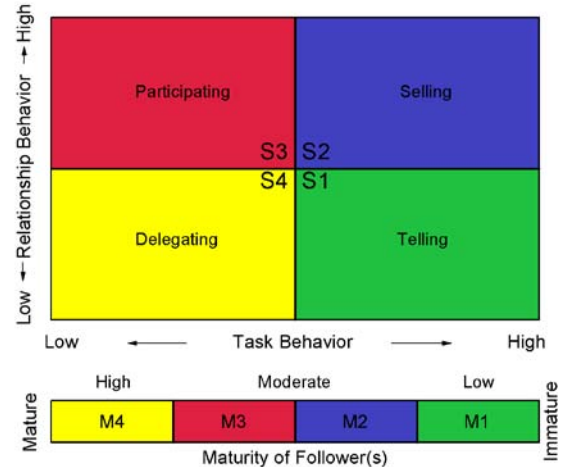 Low ← Relationship Behavior → High
Participating
Selling
S3
S2
S4
S1
Delegating
Telling
Low ← Task Behavior → High
High
Moderate
Low
Mature
M4
M3
M2
M1
Immature
Maturity of Follower(s)